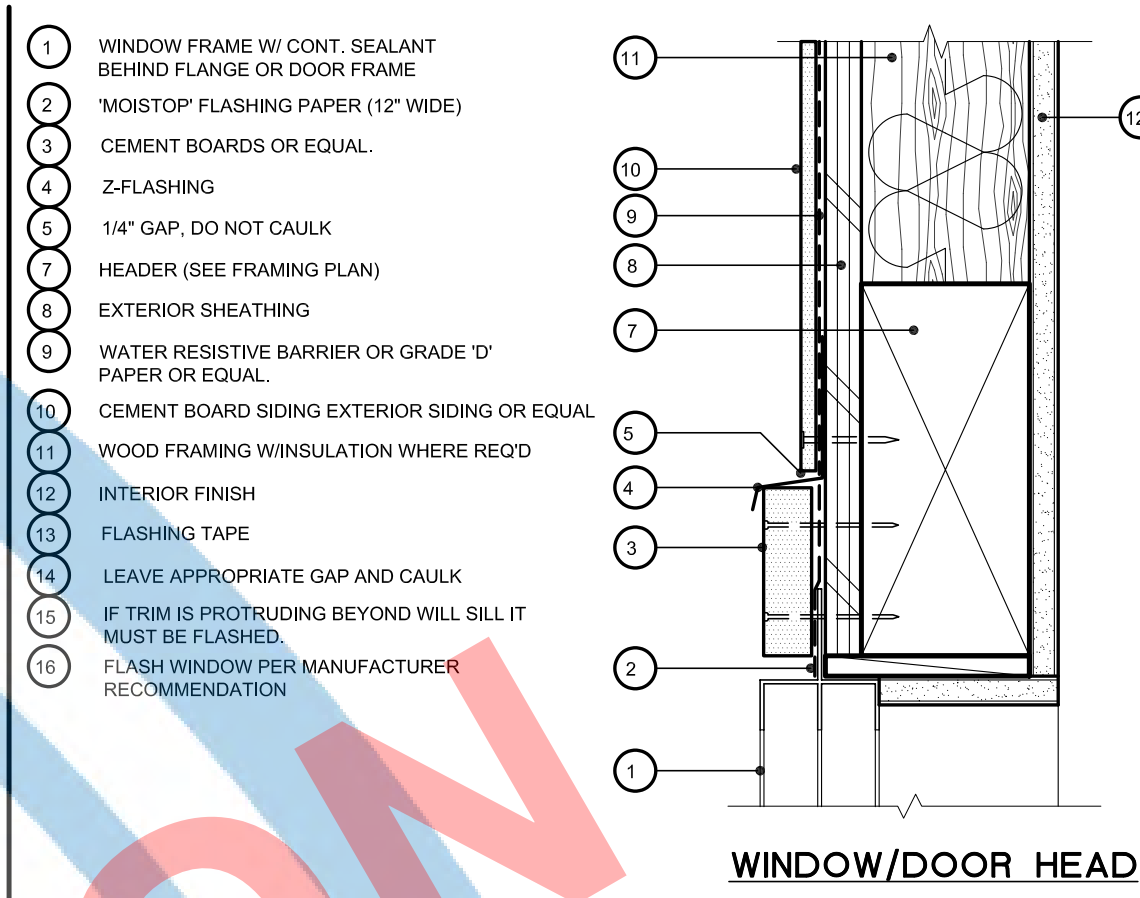 1 WINDOW FRAME W/ CONT. SEALANT
BEHIND FLANGE OR DOOR FRAME
2 'MOISTOP' FLASHING PAPER (12" WIDE)
3 CEMENT BOARDS OR EQUAL.
4 Z-FLASHING
5 1/4" GAP, DO NOT CAULK
7 HEADER (SEE FRAMING PLAN)
8 EXTERIOR SHEATHING
9 WATER RESISTIVE BARRIER OR GRADE 'D'
PAPER OR EQUAL.
10 CEMENT BOARD SIDING EXTERIOR SIDING OR EQUAL
11 WOOD FRAMING W/INSULATION WHERE REQ'D
12 INTERIOR FINISH
13 FLASHING TAPE
14 LEAVE APPROPRIATE GAP AND CAULK
15 IF TRIM IS PROTRUDING BEYOND WILL SILL IT
MUST BE FLASHED.
16 FLASH WINDOW PER MANUFACTURER
RECOMMENDATION
11
12
10
9
8
7
5
4
3
2
1
WINDOW/DOOR HEAD